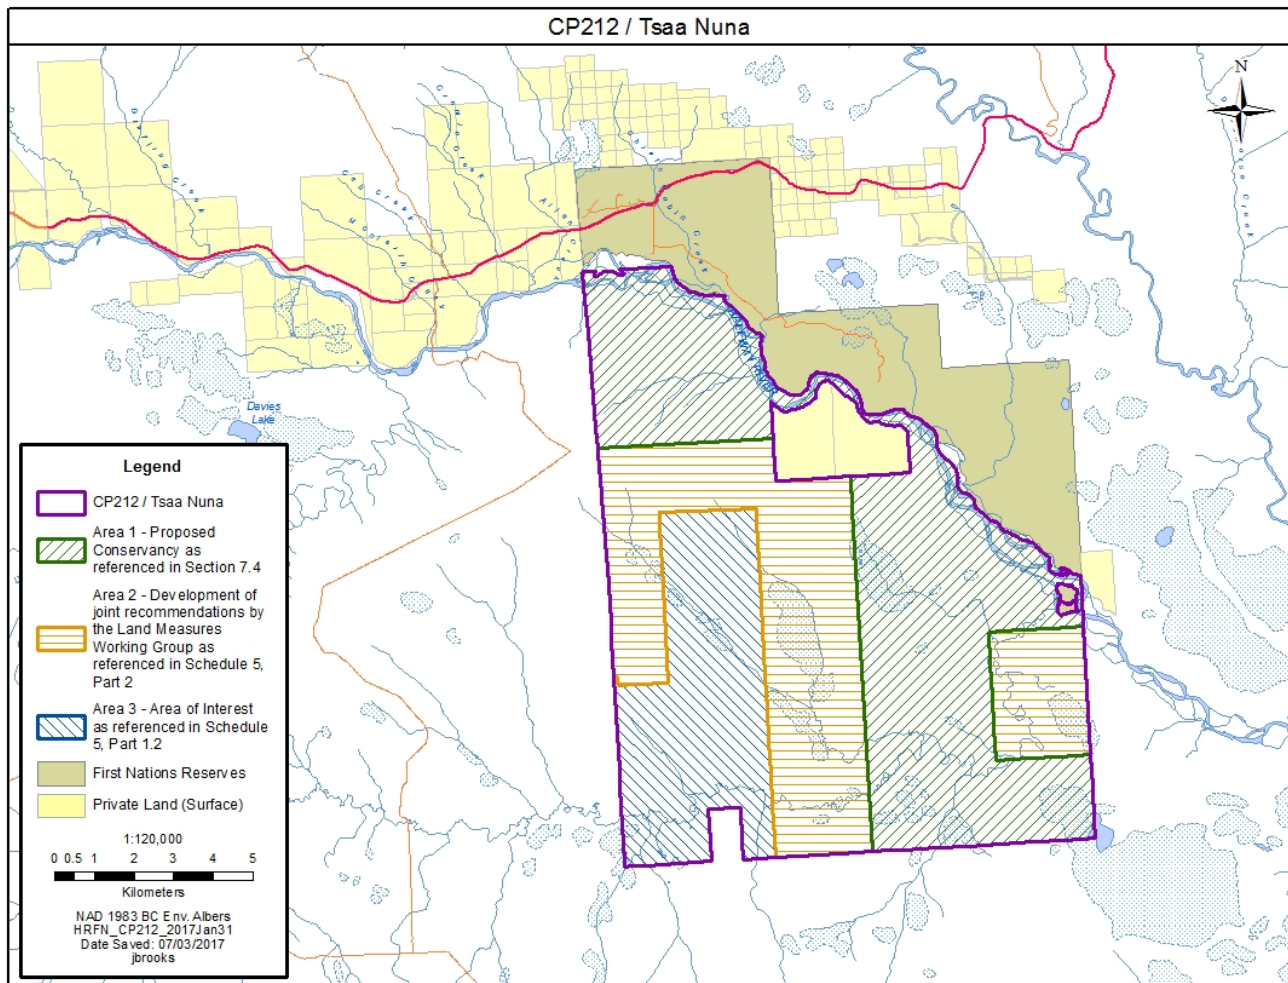 CP212 / Tsaa Nuna
N
Graham Creek
Halfway River
Davies
Lake
Legend
CP212 / Tsaa Nuna
Area 1 - Proposed
Conservancy as
referenced in Section 7.4
Area 2 - Development of
joint recommendations by
the Land Measures
Working Group as
referenced in Schedule 5,
Part 2
Area 3 - Area of Interest
as referenced in Schedule
5, Part 1.2
First Nations Reserves
Private Land (Surface)
1:120,000
0 0.5 1 2 3 4 5
Kilometers
NAD 1983 BC Env. Albers
HRFN_CP212_2017Jan31
Date Saved: 07/03/2017
jbrooks